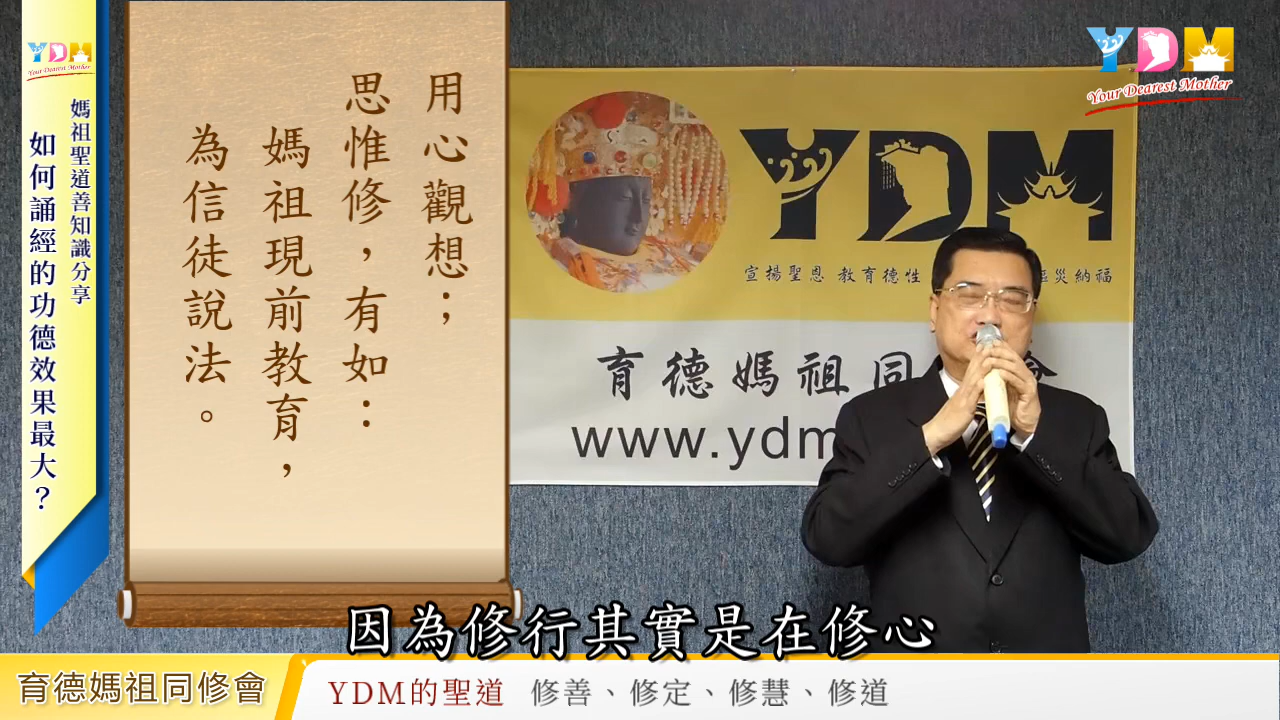 YDM
Your Dearest Mother
媽祖聖道善知識分享
如何誦經的功德效果最大？
用心觀想；
思惟修，有如：
媽祖現前教育，
為信徒說法。
YDM
Your Dearest Mother
YDM
宣揚聖恩 教育德性
災納福
育德媽祖同
www.ydm
因為修行其實是在修心
育德媽祖同修會
YDM的聖道 修善、修定、修慧、修道